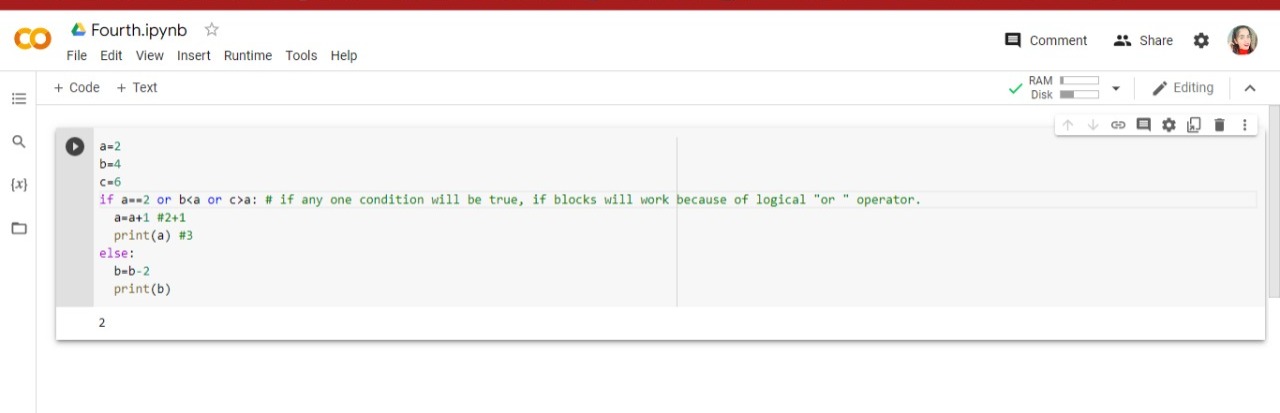 CO Fourth.ipynb
File Edit View Insert Runtime Tools Help
Comment Share
+ Code + Text
RAM
Disk
Editing
{x}
a=2
b=4
c=6
if a==2 or b<a or c>a: # if any one condition will be true, if blocks will work because of logical "or " operator.
a=a+1 #2+1
print(a) #3
else:
b=b-2
print(b)
2